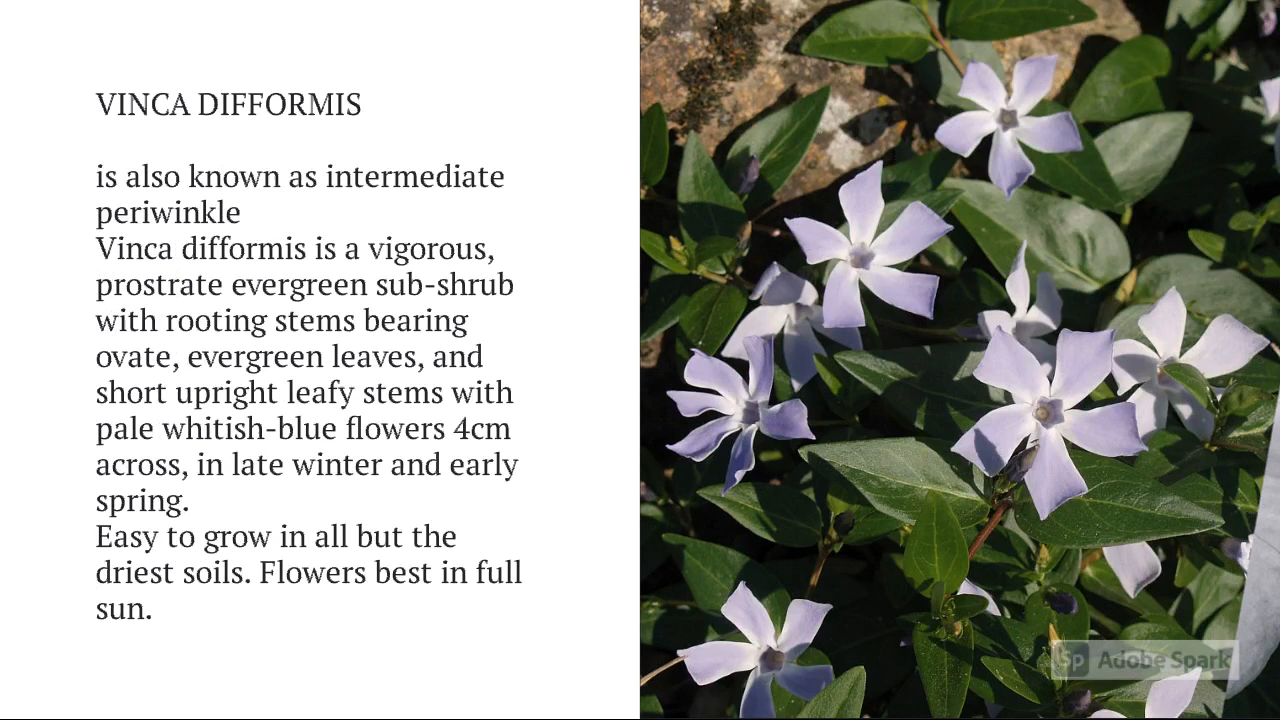 VINCA DIFFORMIS
is also known as intermediate
periwinkle
Vinca difformis is a vigorous,
prostrate evergreen sub-shrub
with rooting stems bearing
ovate, evergreen leaves, and
short upright leafy stems with
pale whitish-blue flowers 4cm
across, in late winter and early
spring.
Easy to grow in all but the
driest soils. Flowers best in full
sun.
Sp Adobe Spark